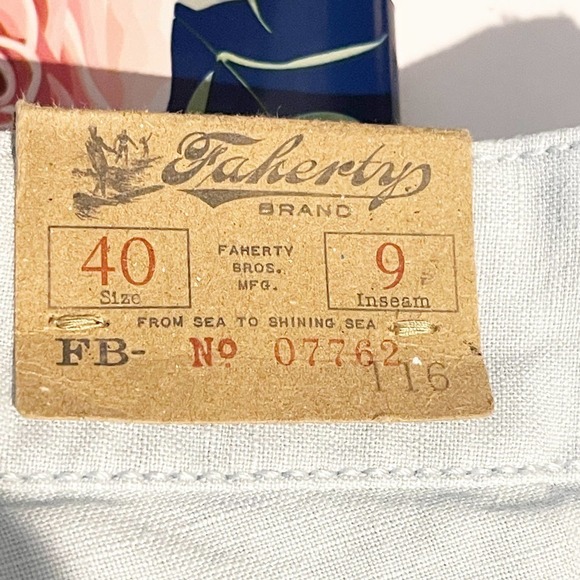 Faherty
BRAND
40
Size
FAHERTY
BROS.
MFG.
9
Inseam
FROM SEA TO SHINING SEA
FB- No 07762
116